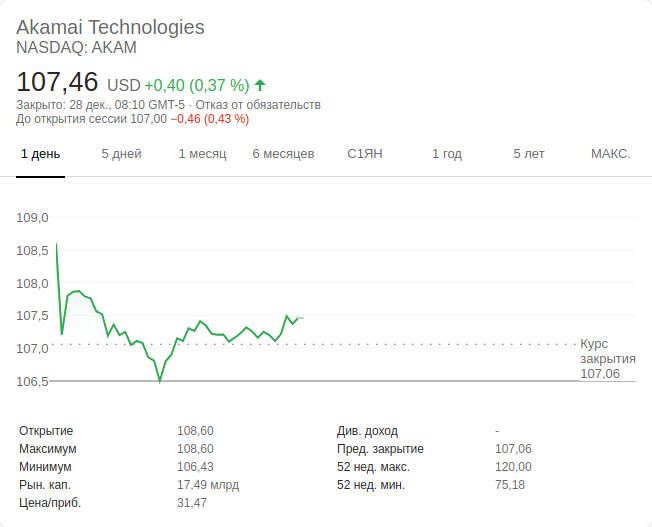 Akamai Technologies
NASDAQ: AKAM
107,46 USD +0,40 (0,37 %)
Закрыто: 28 дек., 08:10 GMT-5 · Отказ от обязательств
До открытия сессии 107,00 −0,46 (0,43 %)
1 день 5 дней 1 месяц 6 месяцев С1ЯН 1 год 5 лет МАКС.
109,0
108,5
108,0
107,5
107,0
106,5
Курс
закрытия
107,06
Открытие 108,60 Див. доход -
Максимум 108,60 Пред. закрытие 107,06
Минимум 106,43 52 нед. макс. 120,00
Рын. кап. 17,49 млрд 52 нед. мин. 75,18
Цена/приб. 31,47